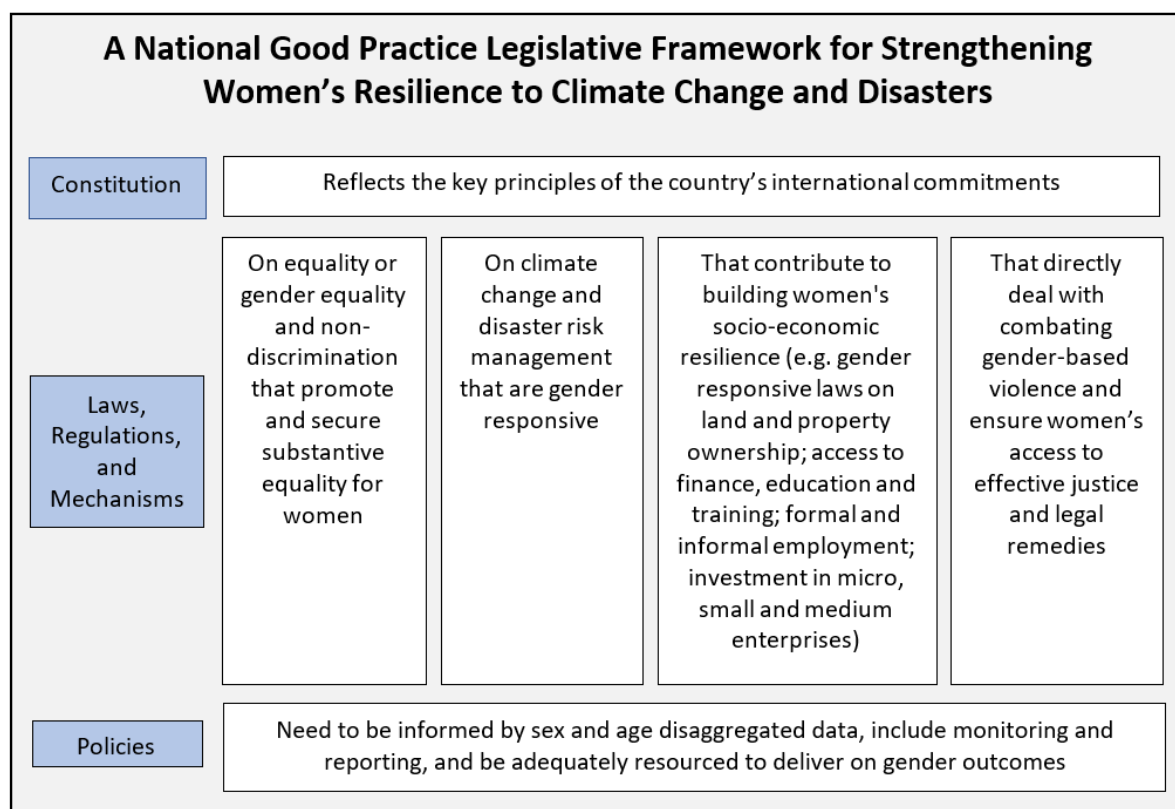 A National Good Practice Legislative Framework for Strengthening
Women’s Resilience to Climate Change and Disasters
Constitution
Reflects the key principles of the country’s international commitments
Laws,
Regulations,
and
Mechanisms
On equality or
gender equality
and non-
discrimination
that promote
and secure
substantive
equality for
women
On climate
change and
disaster risk
management
that are gender
responsive
That contribute to
building women's
socio-economic
resilience (e.g. gender
responsive laws on
land and property
ownership; access to
finance, education and
training; formal and
informal employment;
investment in micro,
small and medium
enterprises)
That directly
deal with
combating
gender-based
violence and
ensure women’s
access to
effective justice
and legal
remedies
Policies
Need to be informed by sex and age disaggregated data, include monitoring and
reporting, and be adequately resourced to deliver on gender outcomes